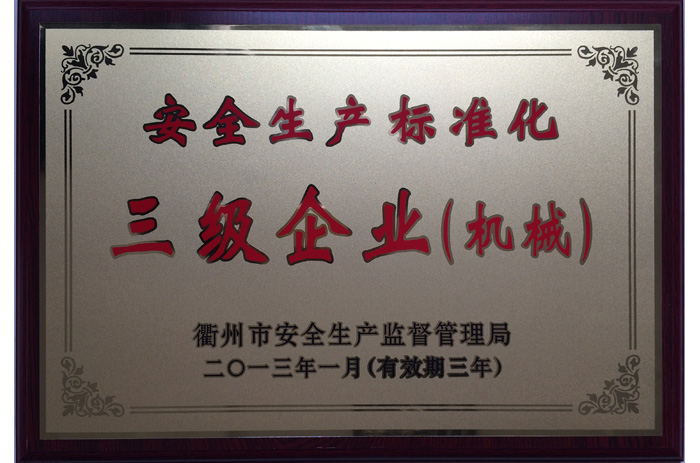 安全生产标准化
三级企业(机械)
衢州市安全生产监督管理局
二〇一三年一月(有效期三年)